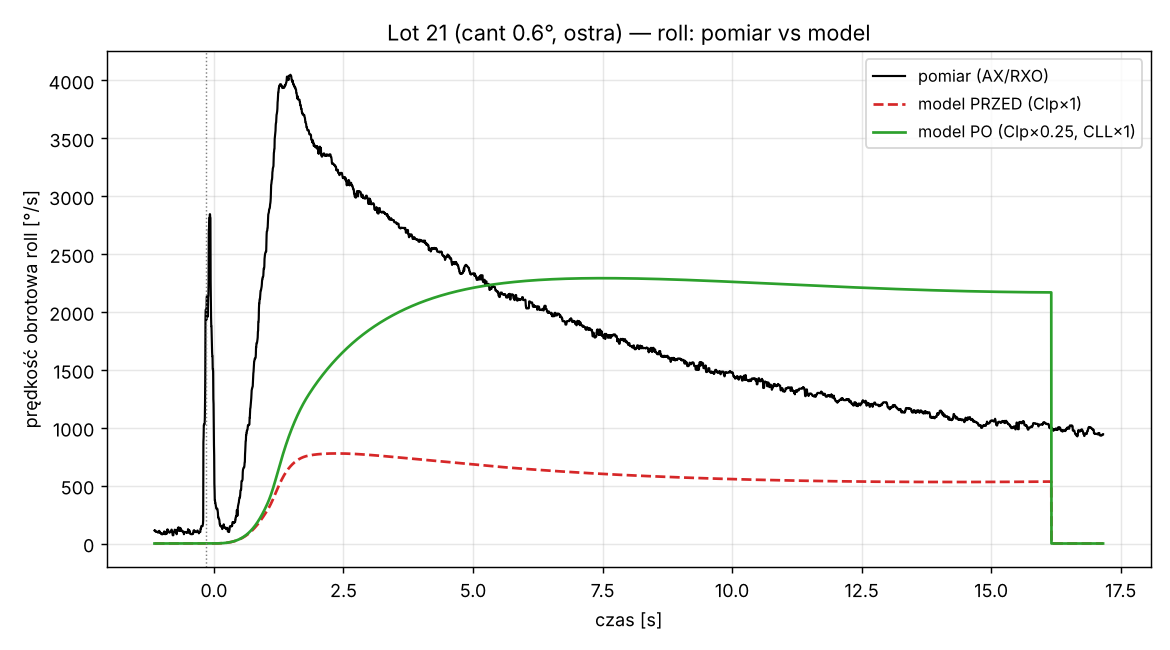 Lot 21 (cant 0.6°, ostra) — roll: pomiar vs model
pomiar (AX/RXO)
model PRZED (Clp×1)
model PO (Clp×0.25, CLL×1)
prędkość obrotowa roll [°/s]
4000
3500
3000
2500
2000
1500
1000
500
0
0.0 2.5 5.0 7.5 10.0 12.5 15.0 17.5
czas [s]